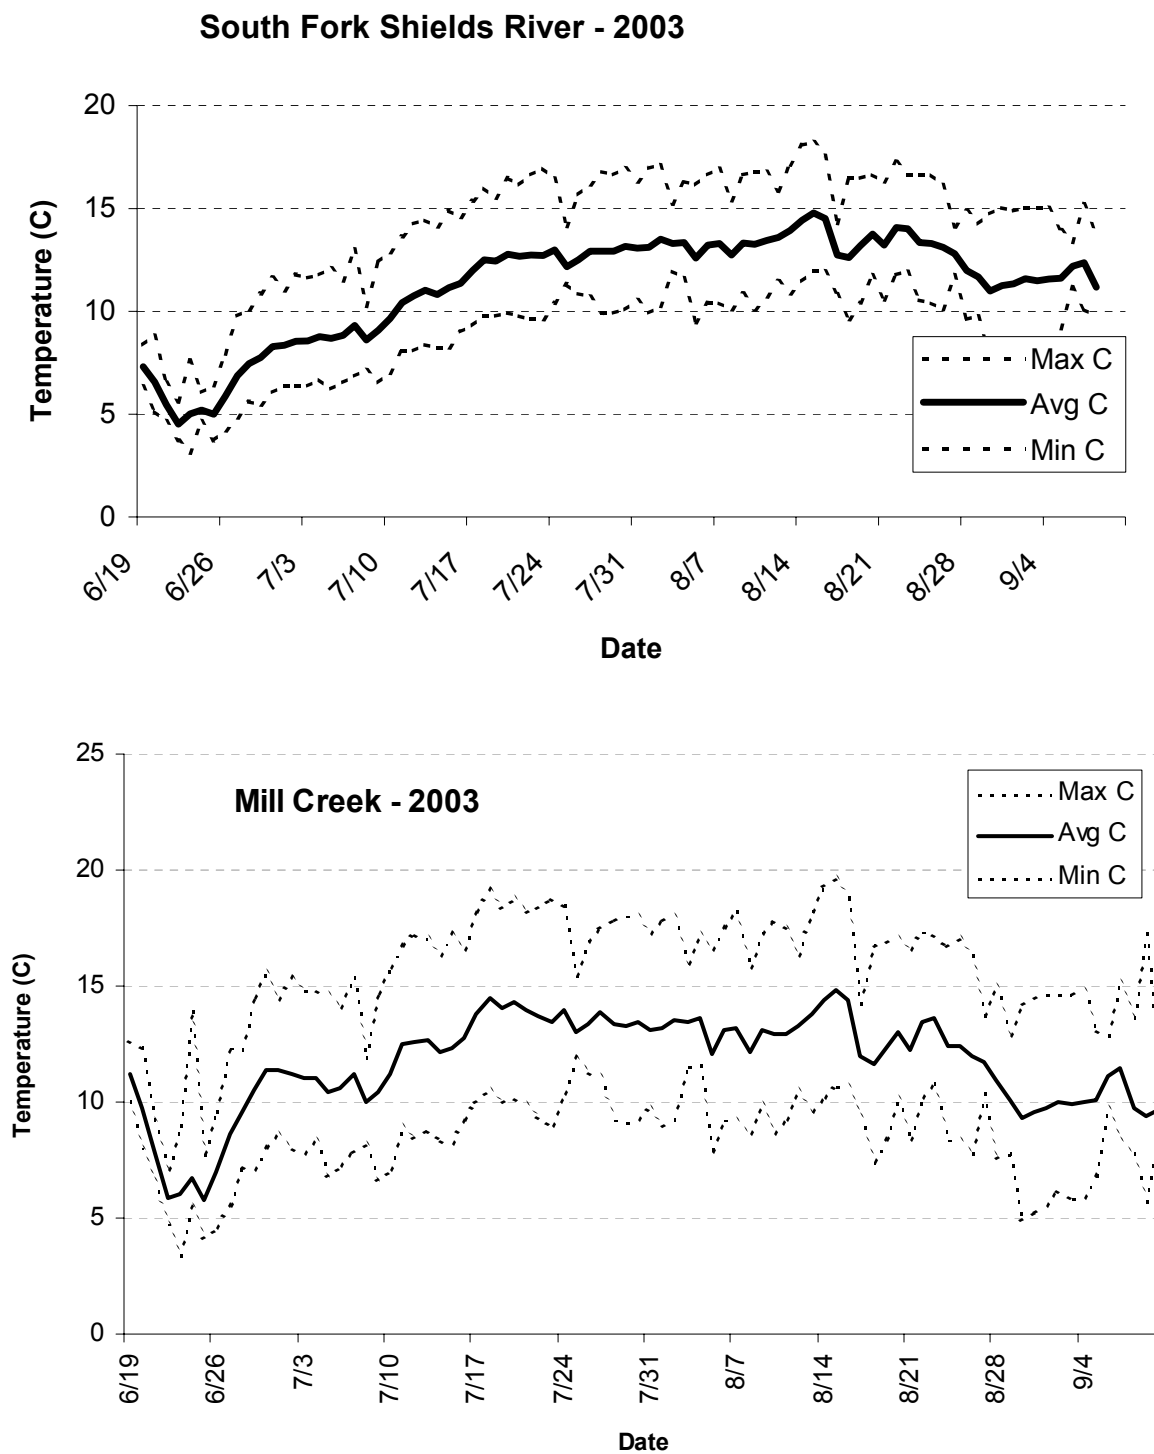 South Fork Shields River - 2003
20
15
10
5
0
Temperature (C)
Max C
Avg C
Min C
6/19 6/26 7/3 7/10 7/17 7/24 7/31 8/7 8/14 8/21 8/28 9/4
Date
25
20
15
10
5
0
Mill Creek - 2003
Temperature (C)
Max C
Avg C
Min C
6/19 6/26 7/3 7/10 7/17 7/24 7/31 8/7 8/14 8/21 8/28 9/4
Date